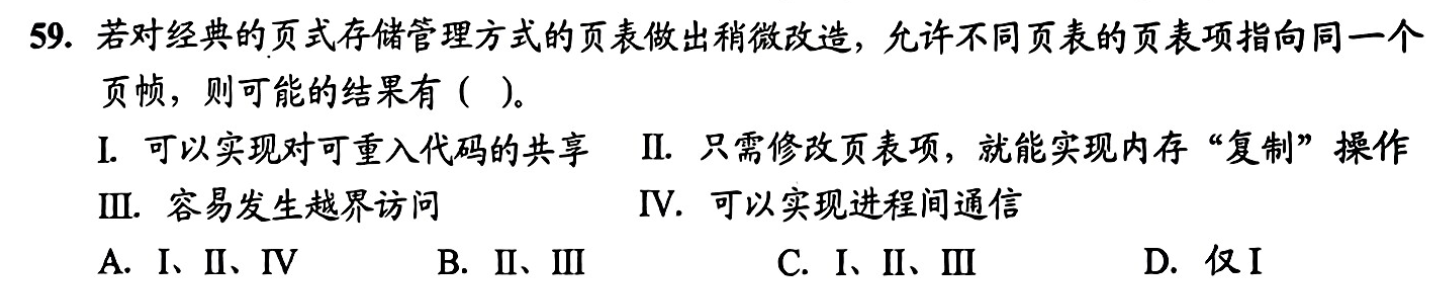 59. 若对经典的页式存储管理方式的页表做出稍微改造，允许不同页表的页表项指向同一个
页帧，则可能的结果有（ ）。
I. 可以实现对可重入代码的共享 II. 只需修改页表项，就能实现内存“复制”操作
III. 容易发生越界访问 IV. 可以实现进程间通信
A. I、II、IV B. II、III C. I、II、III D. 仅 I